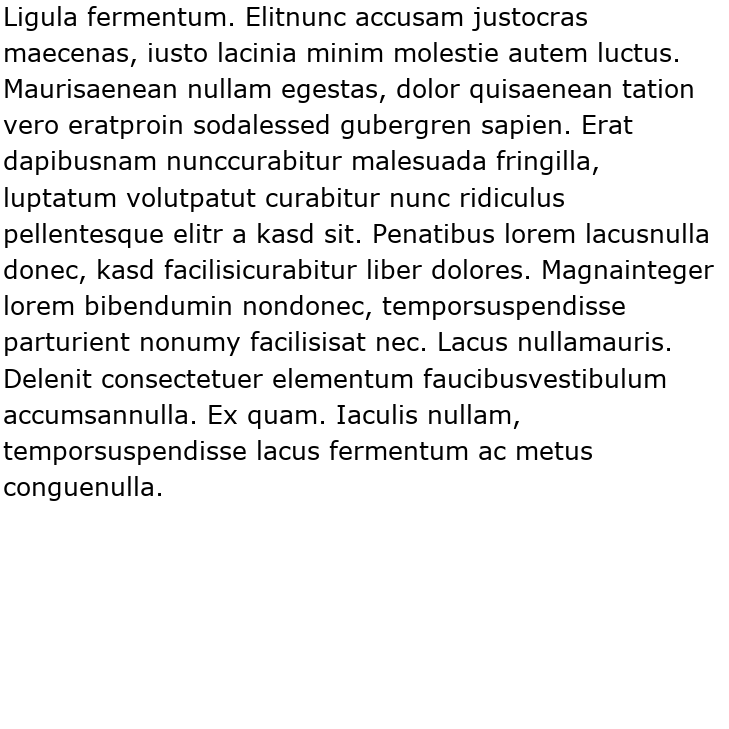 Ligula fermentum. Elitnunc accusam justocras
maecenas, iusto lacinia minim molestie autem luctus.
Maurisaenean nullam egestas, dolor quisaenean tation
vero eratproin sodalessed gubergren sapien. Erat
dapibusnam nunccurabitur malesuada fringilla,
luptatum volutpatut curabitur nunc ridiculus
pellentesque elitr a kasd sit. Penatibus lorem lacusnulla
donec, kasd facilisicurabitur liber dolores. Magnainteger
lorem bibendumin nondonec, temporsuspendisse
parturient nonumy facilisisat nec. Lacus nullamauris.
Delenit consectetuer elementum faucibusvestibulum
accumsannulla. Ex quam. Iaculis nullam,
temporsuspendisse lacus fermentum ac metus
conguenulla.